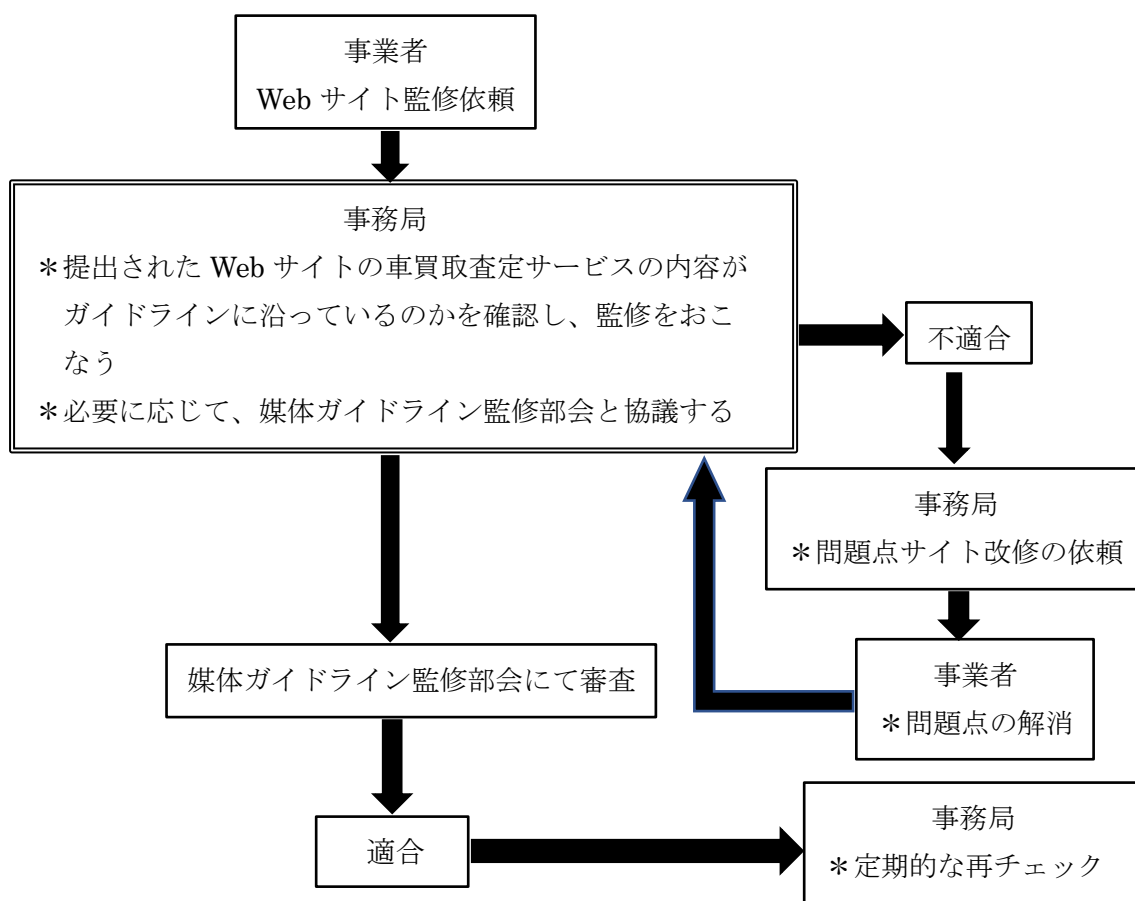 事業者
Web サイト監修依頼
事務局
＊提出された Web サイトの車買取査定サービスの内容が
ガイドラインに沿っているのかを確認し、監修をおこ
なう
＊必要に応じて、媒体ガイドライン監修部会と協議する
不適合
事務局
＊問題点サイト改修の依頼
事業者
＊問題点の解消
媒体ガイドライン監修部会にて審査
適合
事務局
＊定期的な再チェック